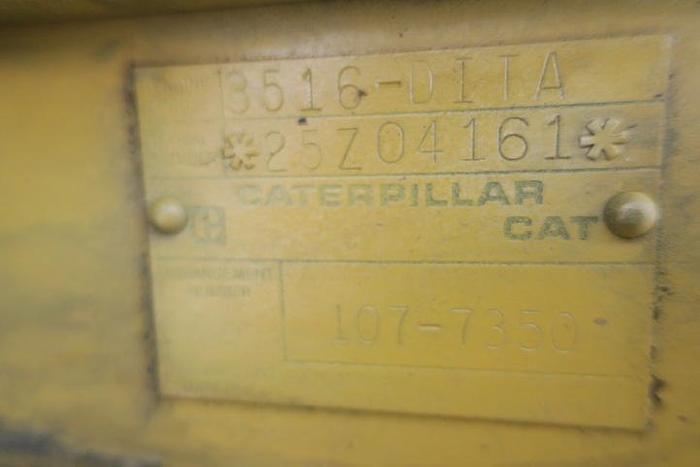 3516-DITA
*25Z04161*
CATERPILLAR
CAT
ARRANGEMENT
NUMBER
107-7350